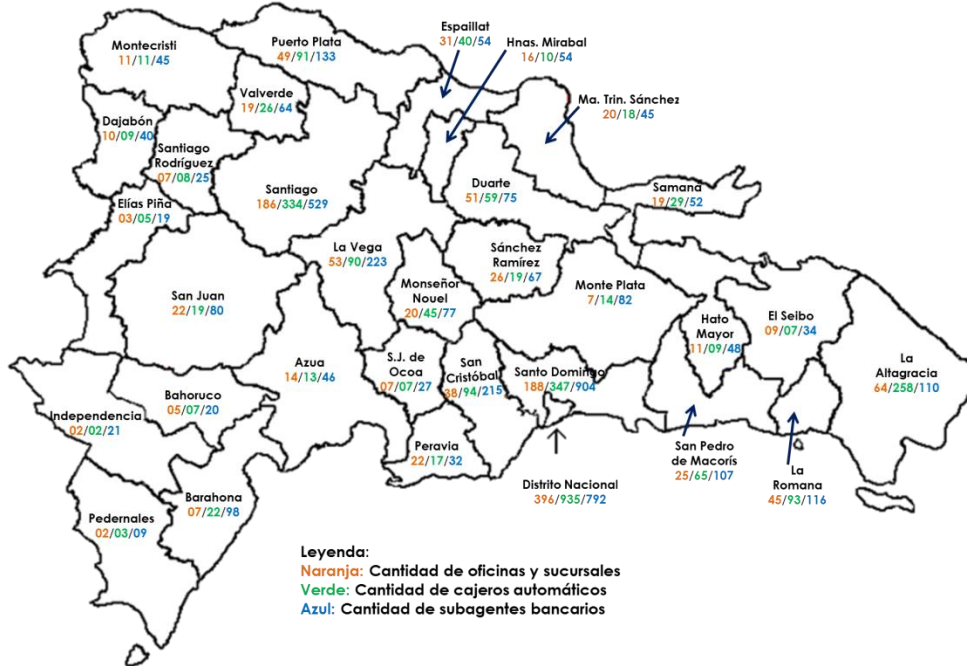 Espaillat
31/40/54
Hnas. Mirabal
16/10/54
Puerto Plata
49/91/133
Montecristi
11/11/45
Valverde
19/26/64
Ma. Trin. Sánchez
20/18/45
Dajabón
10/09/40
Santiago
Rodríguez
07/08/25
Santiago
186/334/529
Duarte
51/59/75
Samana
19/29/52
Elías Piña
03/05/19
La Vega
53/90/223
Sánchez
Ramírez
26/19/67
Monseñor
Nouel
20/45/77
Monte Plata
7/14/82
San Juan
22/19/80
Hato
Mayor
11/09/48
El Seibo
09/07/34
La
Altagracia
64/258/110
Azua
14/13/46
S.J. de
Ocoa
07/07/27
San
Cristóbal
38/94/215
Santo Domingo
188/347/904
Bahoruco
05/07/20
Independencia
02/02/21
Peravia
22/17/32
Distrito Nacional
396/935/792
San Pedro
de Macorís
25/65/107
La
Romana
45/93/116
Barahona
07/22/98
Pedernales
02/03/09
Leyenda:
Naranja: Cantidad de oficinas y sucursales
Verde: Cantidad de cajeros automáticos
Azul: Cantidad de subagentes bancarios